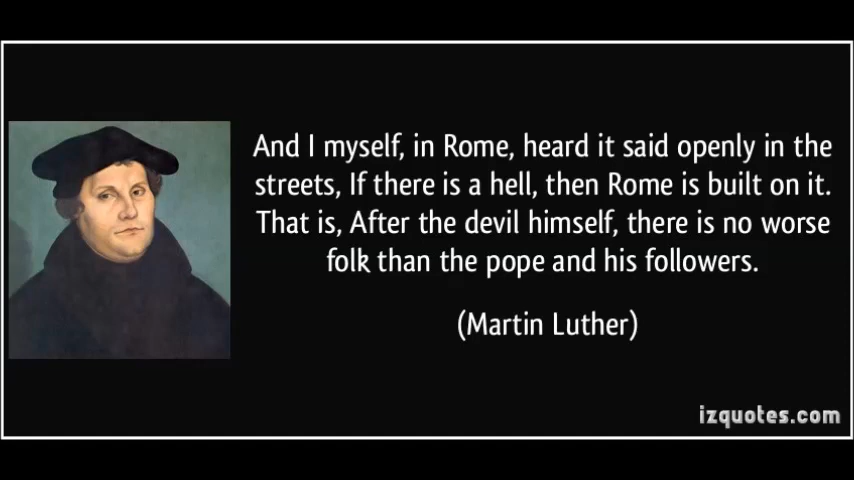 And I myself, in Rome, heard it said openly in the
streets, If there is a hell, then Rome is built on it.
That is, After the devil himself, there is no worse
folk than the pope and his followers.
(Martin Luther)
izquotes.com